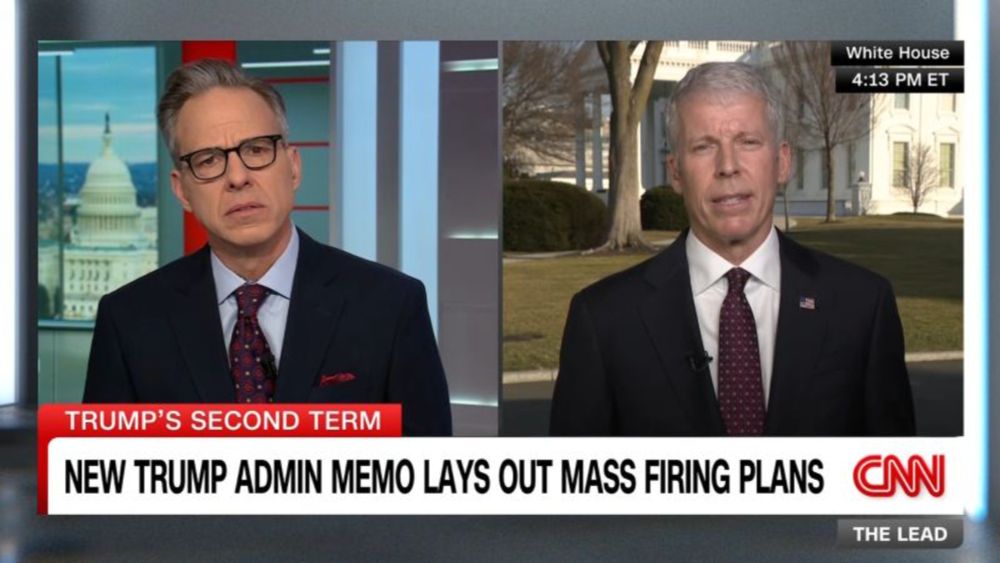 White House
4:13 PM ET
TRUMP'S SECOND TERM
NEW TRUMP ADMIN MEMO LAYS OUT MASS FIRING PLANS
CNN
THE LEAD